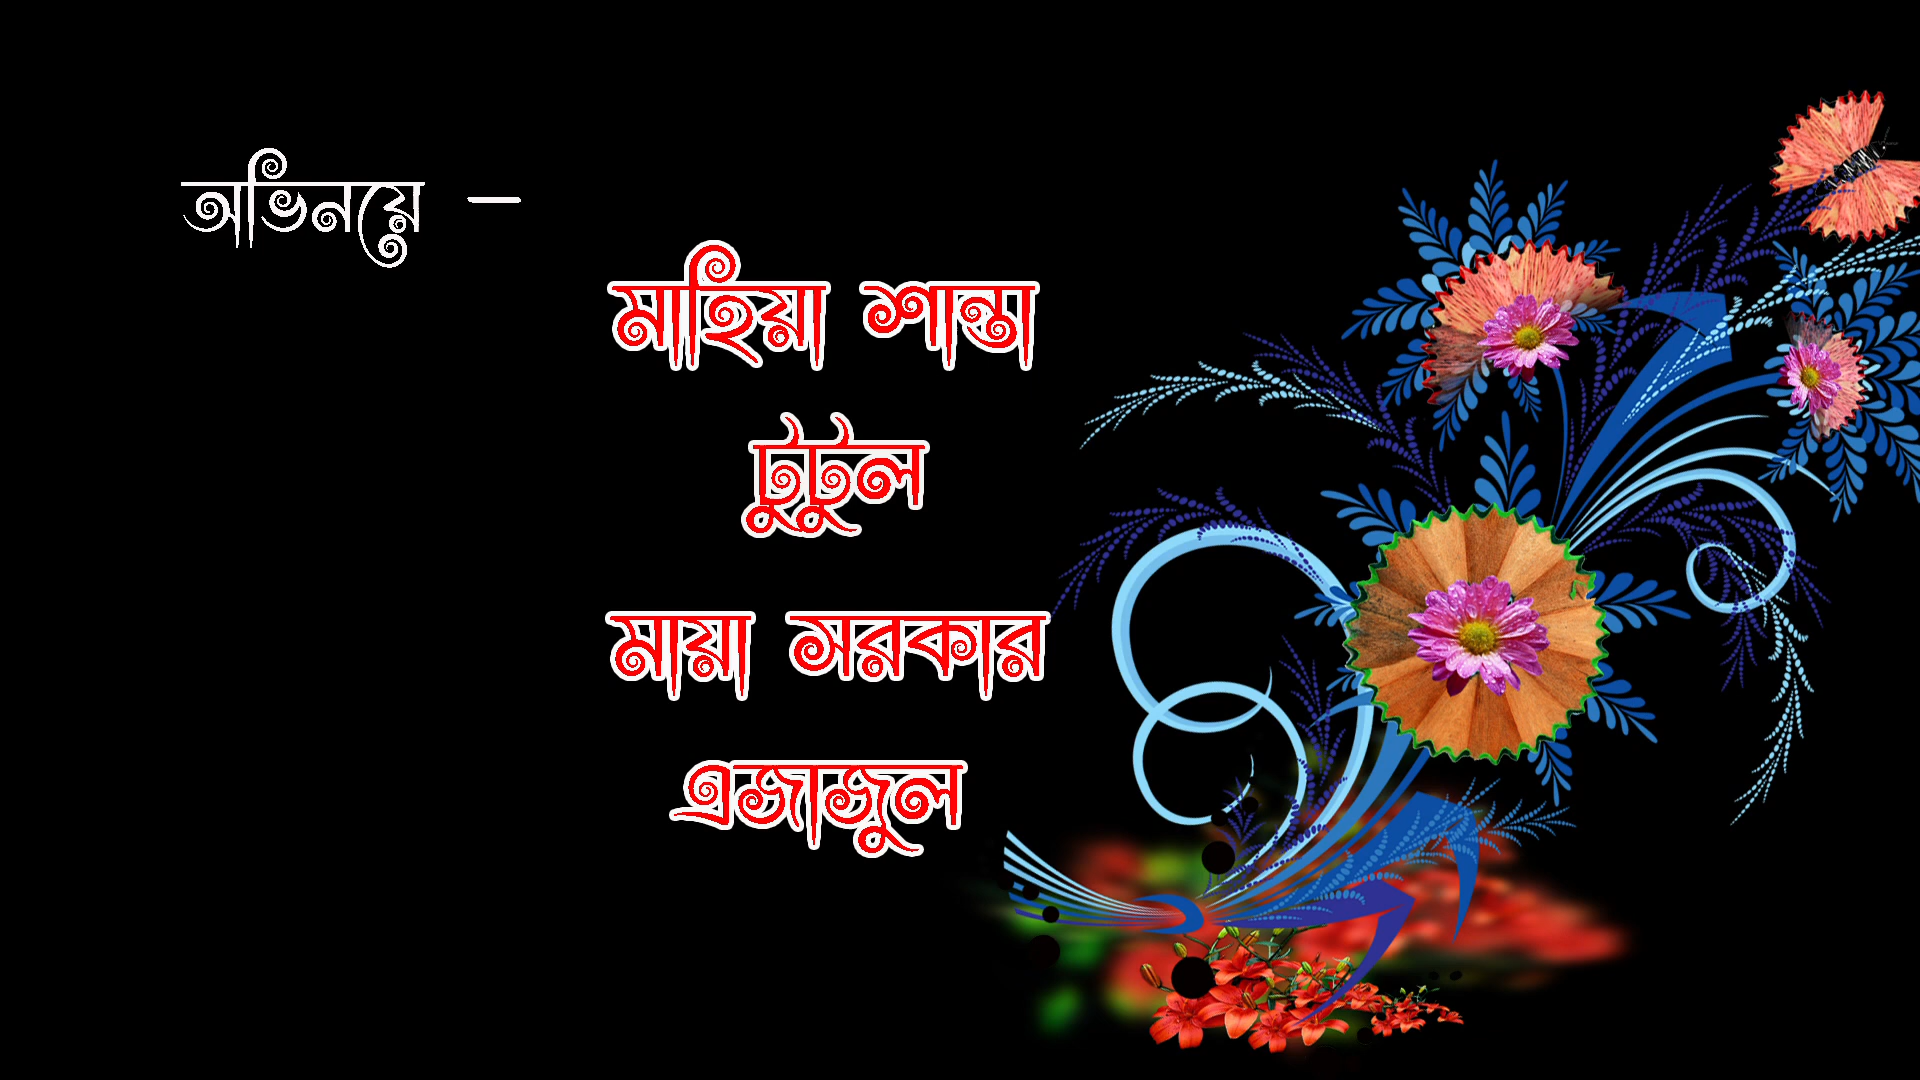 অভিনয়ে –
মাহিয়া শান্তা
টুটুল
মায়া সরকার
এজাজুল